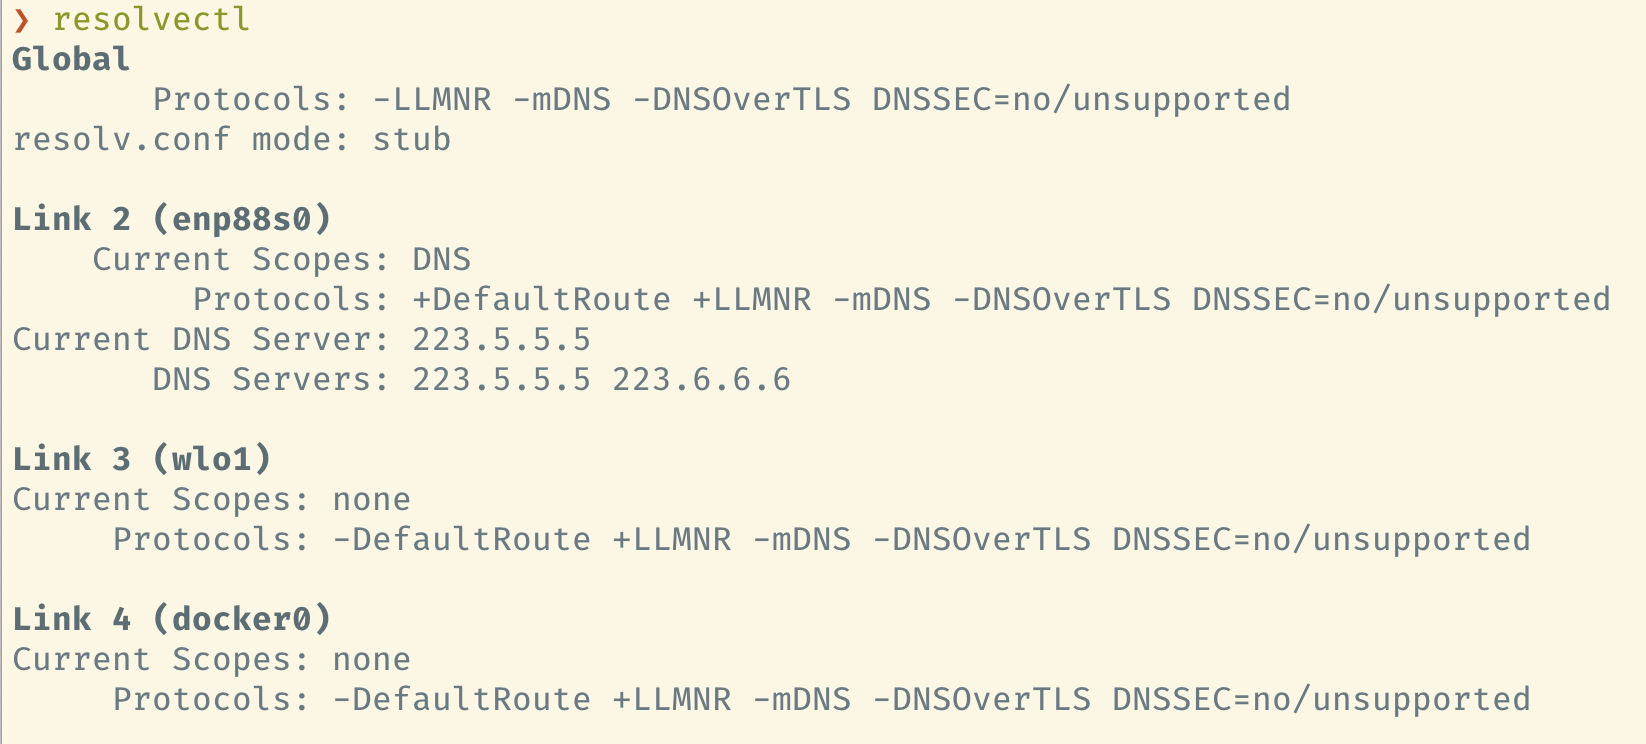 ❯ resolvectl
Global
Protocols: -LLMNR -mDNS -DNSOverTLS DNSSEC=no/unsupported
resolv.conf mode: stub
Link 2 (enp88s0)
Current Scopes: DNS
Protocols: +DefaultRoute +LLMNR -mDNS -DNSOverTLS DNSSEC=no/unsupported
Current DNS Server: 223.5.5.5
DNS Servers: 223.5.5.5 223.6.6.6
Link 3 (wlo1)
Current Scopes: none
Protocols: -DefaultRoute +LLMNR -mDNS -DNSOverTLS DNSSEC=no/unsupported
Link 4 (docker0)
Current Scopes: none
Protocols: -DefaultRoute +LLMNR -mDNS -DNSOverTLS DNSSEC=no/unsupported